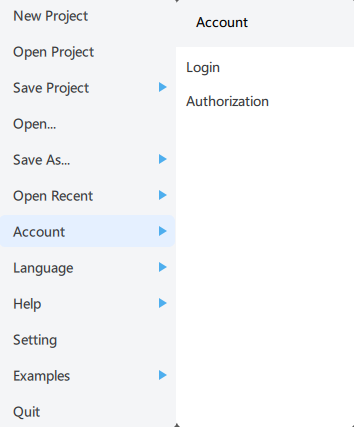 New Project
Open Project
Save Project
Open...
Save As...
Open Recent
Account
Language
Help
Setting
Examples
Quit
Account
Login
Authorization